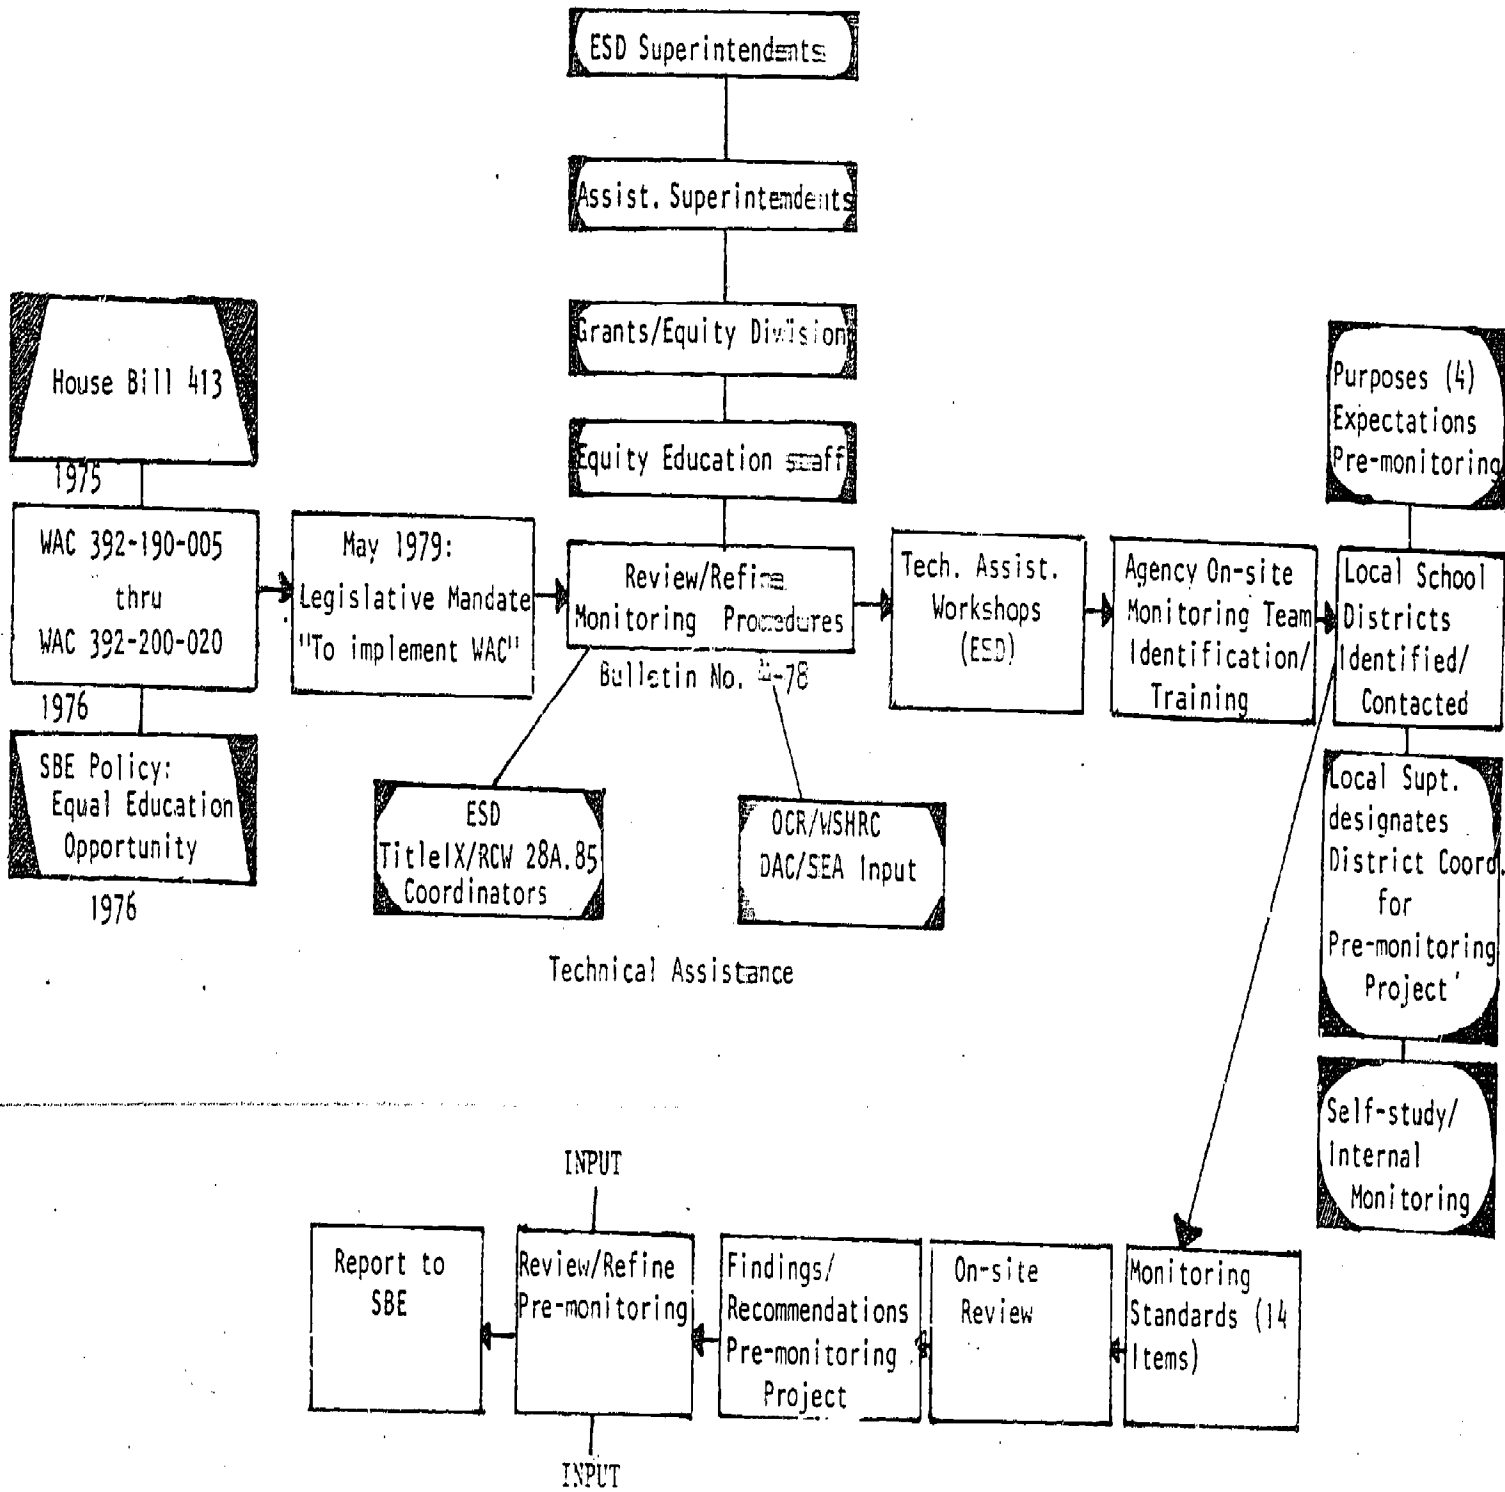 ESD Superintendents
Assist. Superintendents
Grants/Equity Division
Equity Education staff
House Bill 413
1975
WAC 392-190-005
thru
WAC 392-200-020
1976
SBE Policy:
Equal Education
Opportunity
1976
May 1979:
Legislative Mandate
"To implement WAC"
Review/Refine
Monitoring Procedures
Bulletin No. -78
ESD
TitleIX/RCW 28A.85
Coordinators
OCR/WSHRC
DAC/SEA Input
Technical Assistance
Tech. Assist.
Workshops
(ESD)
Agency On-site
Monitoring Team
Identification/
Training
Purposes (4)
Expectations
Pre-monitoring
Local School
Districts
Identified/
Contacted
Local Supt.
designates
District Coord.
for
Pre-monitoring
Project
Self-study/
Internal
Monitoring
Monitoring
Standards (14
Items)
On-site
Review
Findings/
Recommendations
Pre-monitoring
Project
INPUT
Review/Refine
Pre-monitoring
INPUT
Report to
SBE